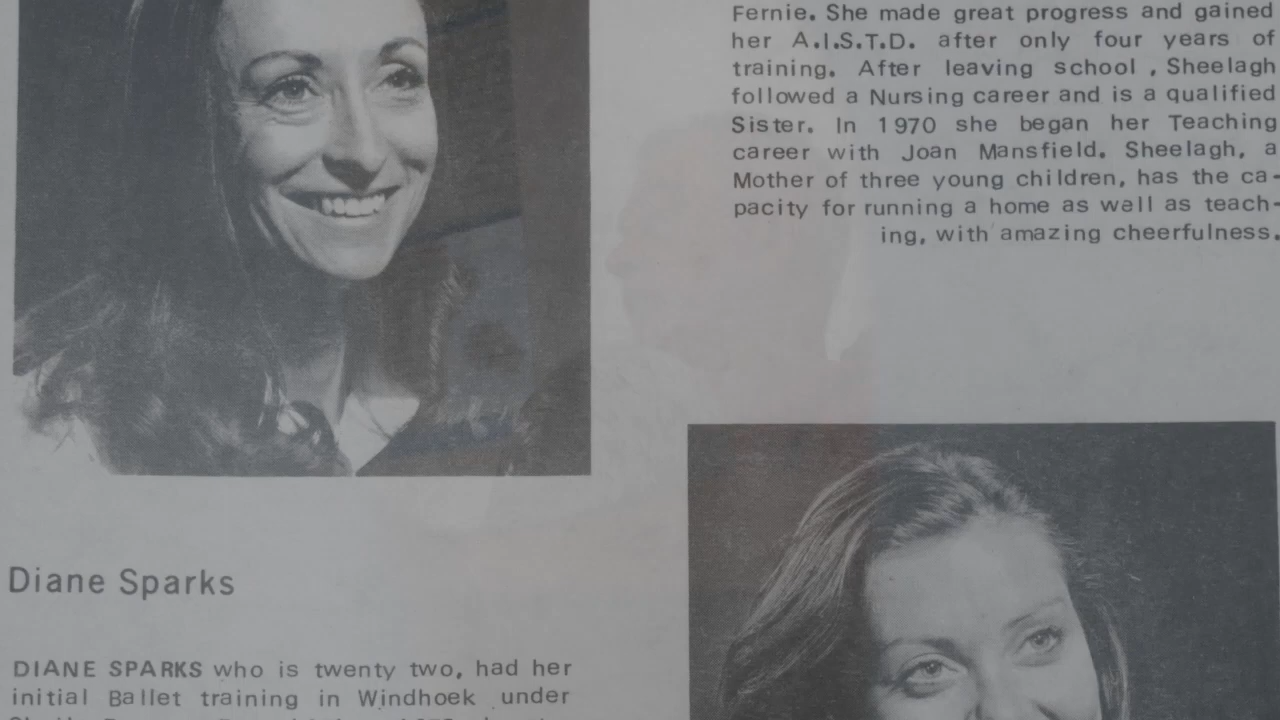 Fernie. She made great progress and gained
her A.I.S.T.D. after only four years of
training. After leaving school , Sheelagh
followed a Nursing career and is a qualified
Sister. In 1970 she began her Teaching
career with Joan Mansfield. Sheelagh, a
Mother of three young children, has the ca-
pacity for running a home as well as teach-
ing, with amazing cheerfulness.
Diane Sparks
DIANE SPARKS who is twenty two, had her
initial Ballet training in Windhoek under